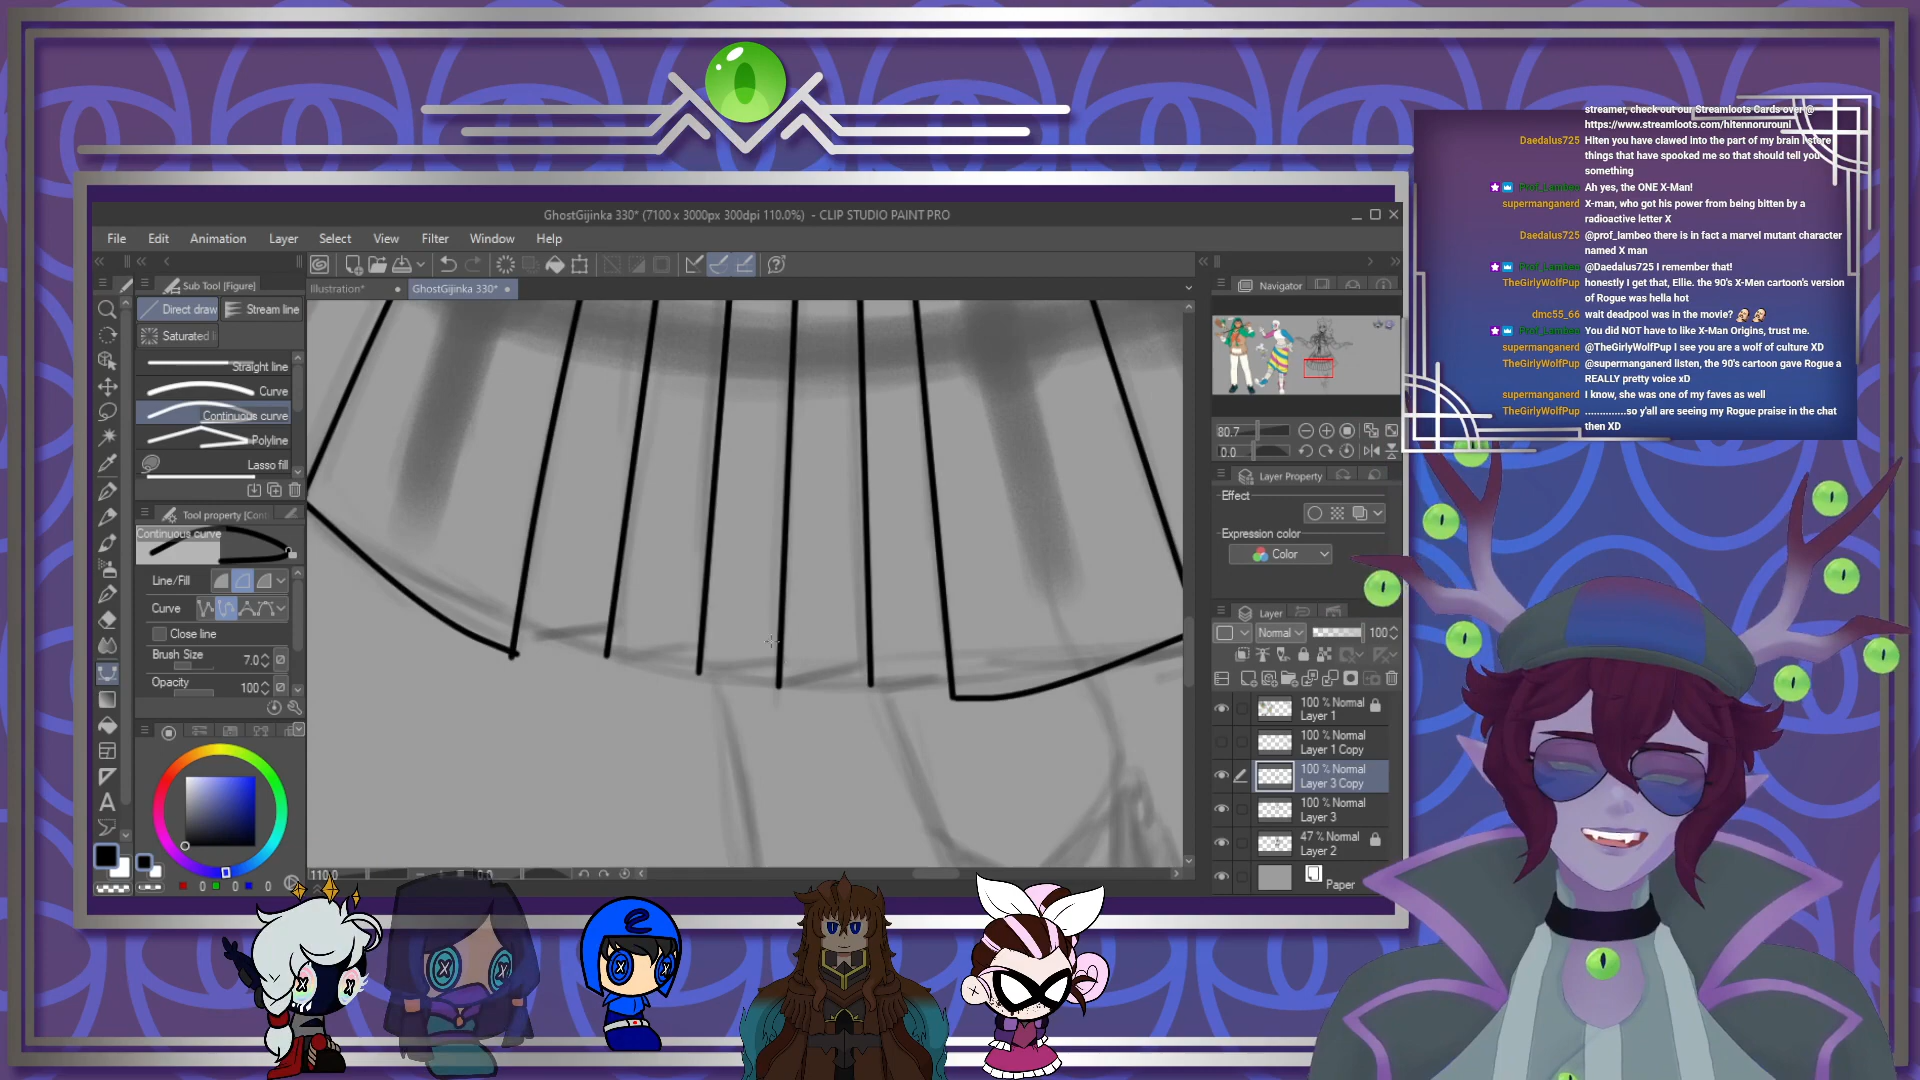 GhostGijinka 330* (7100 x 3000px 300dpi 110.0%) - CLIP STUDIO PAINT PRO
File Edit Animation Layer Select View Filter Window Help
Sub Tool [Figure]
Direct draw Stream line
Saturated l
Straight line
Curve
Continuous curve
Polyline
Lasso fill
Tool property [Cont
Continuous curve
Line/Fill
Curve
Close line
Brush Size 7.0
Opacity 100
0 0 0
Illustration*
GhostGijinka 330*
110.0 0.0
Navigator
80.7
0.0
Layer Property
Effect
Expression color
Color
Layer
Normal 100
100 % Normal
Layer 1
100 % Normal
Layer 1 Copy
100 % Normal
Layer 3 Copy
100 % Normal
Layer 3
47 % Normal
Layer 2
Paper
streamer, check out our Streamloots Cards over @
https://www.streamloots.com/hitennorurouni
Daedalus725 Hiten you have clawed into the part of my brain I store
things that have spooked me so that should tell you
something
Prof_Lambeo Ah yes, the ONE X-Man!
supermanganerd X-man, who got his power from being bitten by a
radioactive letter X
Daedalus725 @prof_lambeo there is in fact a marvel mutant character
named X man
Prof_Lambeo @Daedalus725 I remember that!
TheGirlyWolfPup honestly I get that, Ellie. the 90's X-Men cartoon's version
of Rogue was hella hot
dmc55_66 wait deadpool was in the movie?
Prof_Lambeo You did NOT have to like X-Man Origins, trust me.
supermanganerd @TheGirlyWolfPup I see you are a wolf of culture XD
TheGirlyWolfPup @supermanganerd listen, the 90's cartoon gave Rogue a
REALLY pretty voice xD
supermanganerd I know, she was one of my faves as well
TheGirlyWolfPup ..............so y'all are seeing my Rogue praise in the chat
then XD